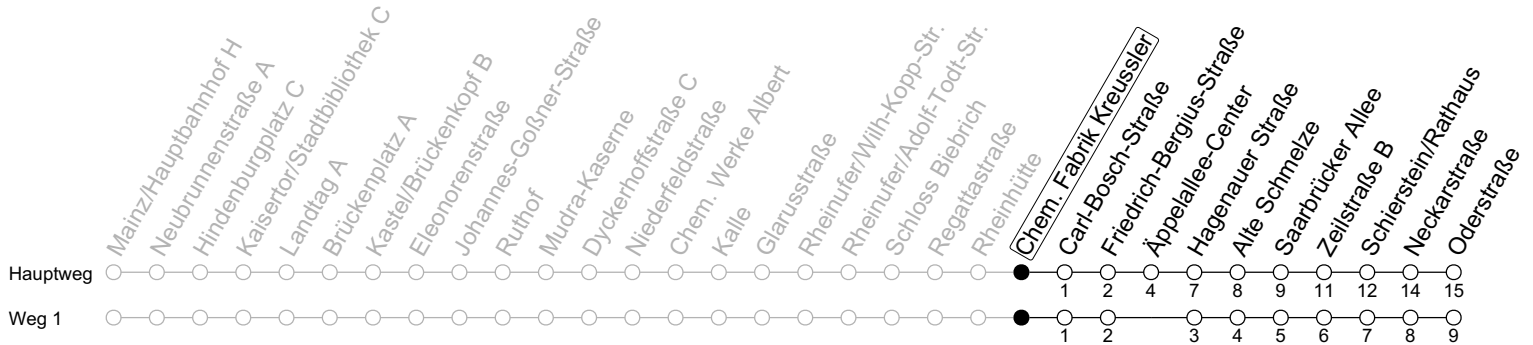 Mainz/Hauptbahnhof H
Neubrunnenstraße A
Hindenburgplatz C
Kaisertor/Stadtbibliothek C
Landtag A
Brückenplatz A
Kastel/Brückenkopf B
Eleonorenstraße
Johannes-Goßner-Straße
Ruthof
Mudra-Kaserne
Dyckerhoffstraße C
Niederfeldstraße
Chem. Werke Albert
Kalle
Glarusstraße
Rheinufer/Wilh-Kopp-Str.
Rheinufer/Adolf-Todt-Str.
Schloss Biebrich
Regattastraße
Rheinhütte
Chem. Fabrik Kreussler
Carl-Bosch-Straße
Friedrich-Bergius-Straße
Äppelallee-Center
Hagenauer Straße
Alte Schmelze
Saarbrücker Allee
Zeilstraße B
Schierstein/Rathaus
Neckarstraße
Oderstraße
Hauptweg
1 2 4 7 8 9 11 12 14 15
Weg 1
1 2 3 4 5 6 7 8 9